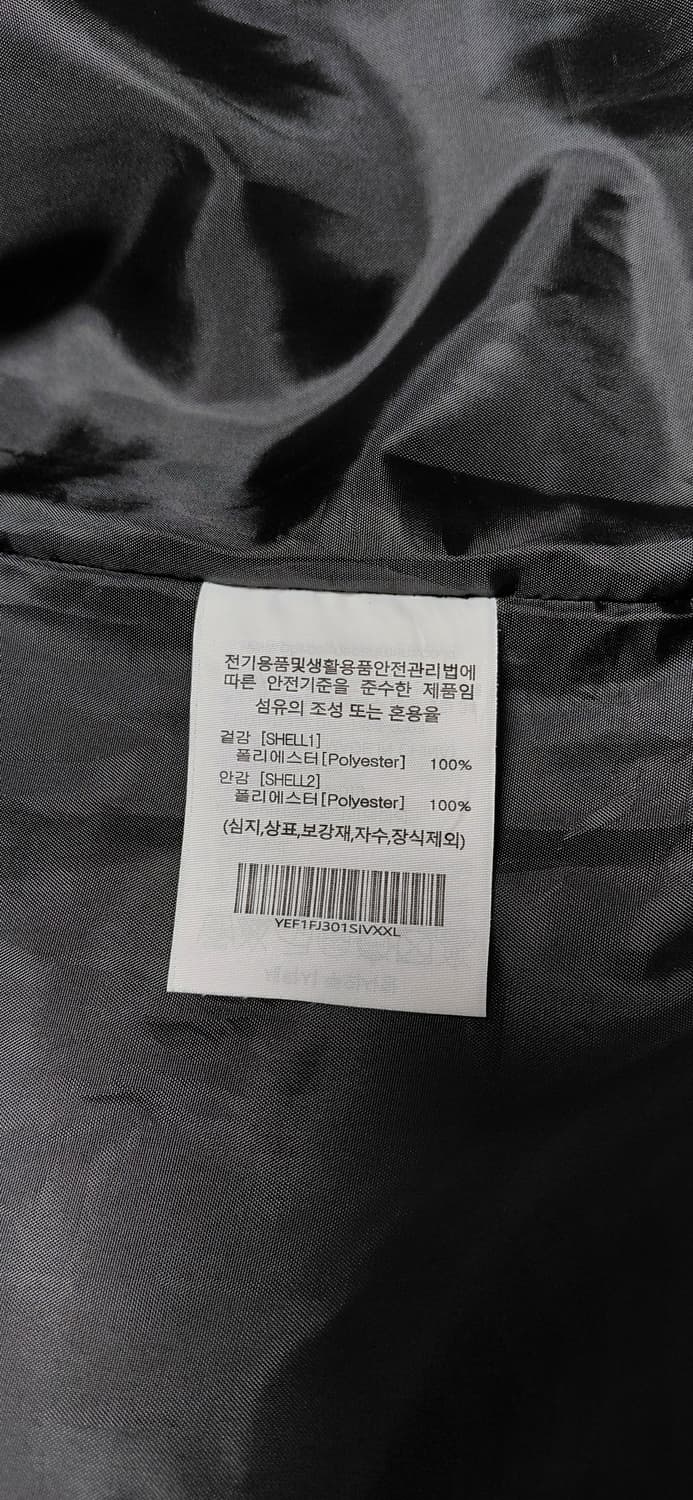 전기용품및생활용품안전관리법에
따른 안전기준을 준수한 제품임
섬유의 조성 또는 혼용율
겉감 [SHELL1]
폴리에스터[Polyester] 100%
안감 [SHELL2]
폴리에스터[Polyester] 100%
(심지,상표,보강재,자수,장식제외)
YEF1FJ301SIVXXL